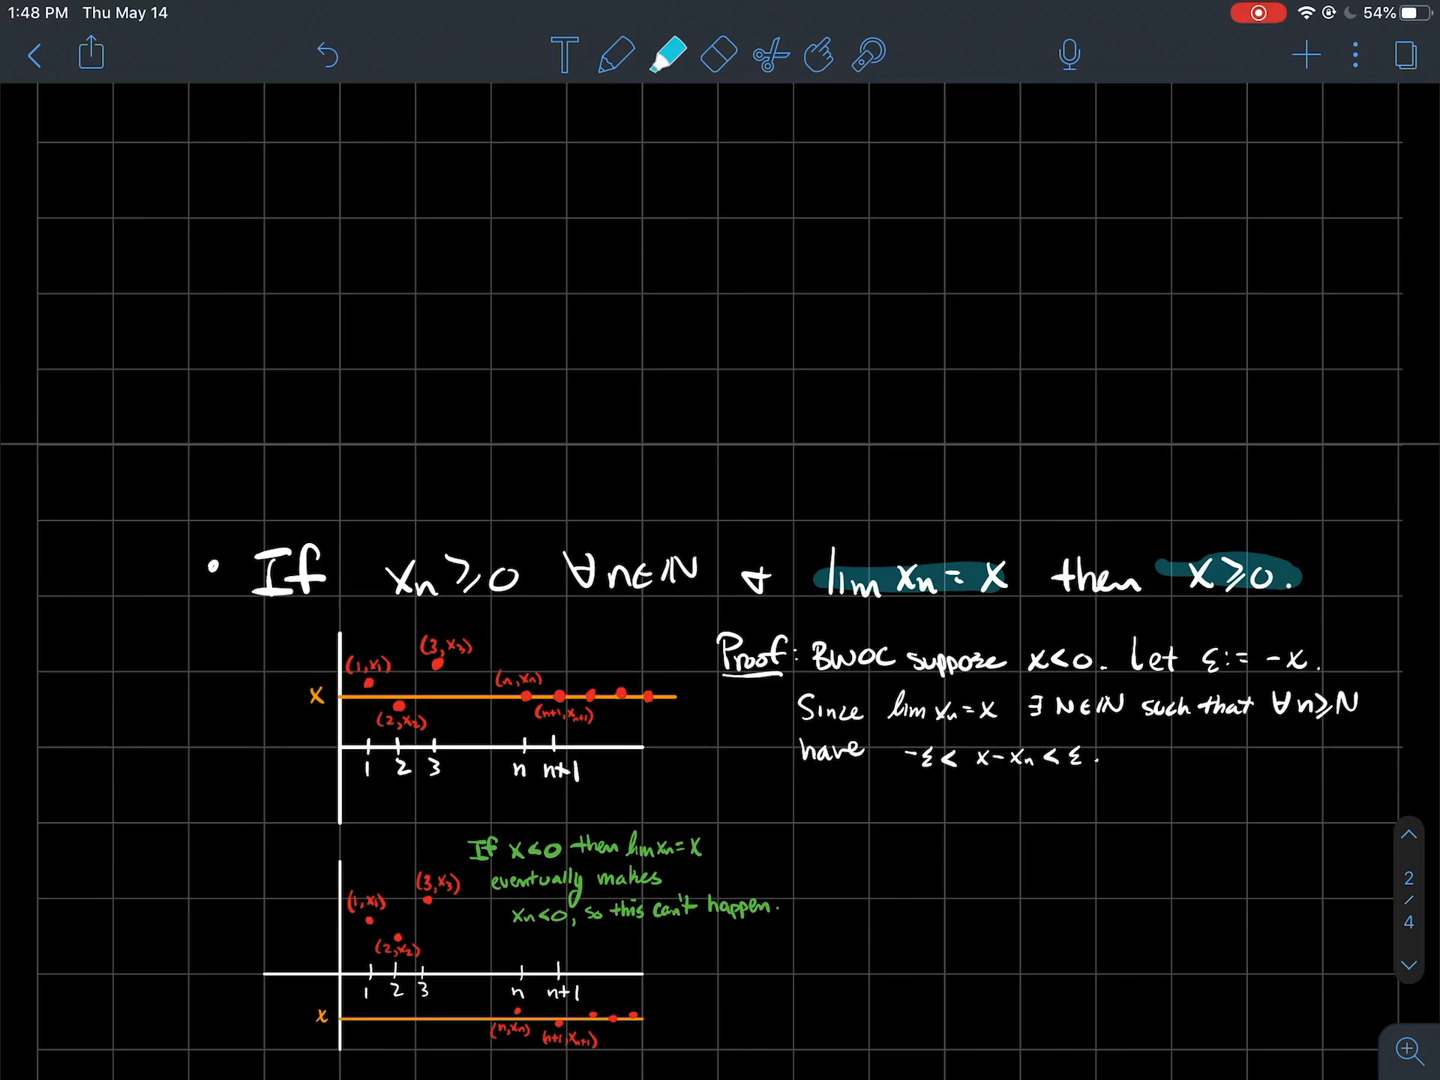 1:48 PM Thu May 14
54%
• If xₙ ≥ 0 ∀n∈ℕ & lim xₙ = x then x ≥ 0.
Proof: BWOC suppose x<0. Let ε:= -x.
Since lim xₙ=x ∃ N∈ℕ such that ∀n≥N
have -ε < x-xₙ < ε.
(1,x₁)
(3,x₃)
(n,xₙ)
x
(2,x₂)
(n+1,xₙ₊₁)
1 2 3 n n+1
If x<0 then lim xₙ=x
eventually makes
xₙ<0, so this can't happen.
(3,x₃)
(1,x₁)
(2,x₂)
1 2 3 n n+1
x
(n,xₙ)
(n+1,xₙ₊₁)
2
/
4